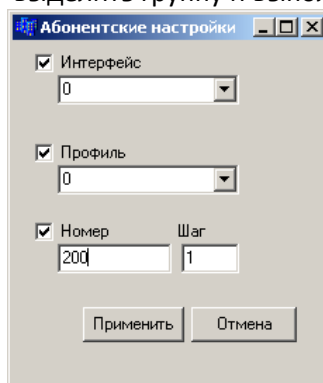 Абонентские настройки
Интерфейс
0
Профиль
0
Номер Шаг
200 1
Применить Отмена